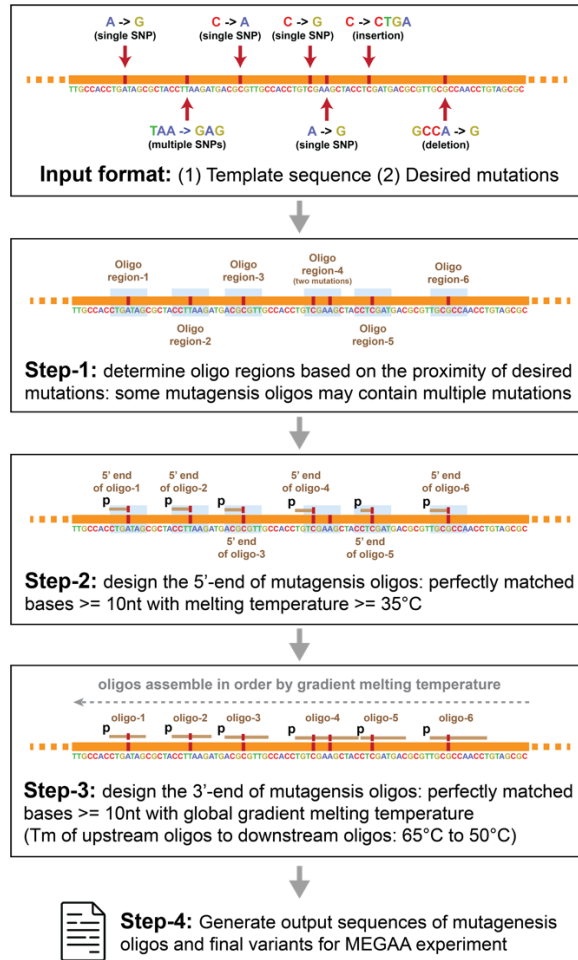 A -> G
(single SNP)
C -> A
(single SNP)
C -> G
(single SNP)
C -> CTGA
(insertion)
TTGCCACCTGATAGCGCTACCTTAAGATGACGCGTTGCCACCTGTCGAAGCTACCTCGATGACGCGTTGCGCCAACCTGTAGCGC
TAA -> GAG
(multiple SNPs)
A -> G
(single SNP)
GCCA -> G
(deletion)
Input format: (1) Template sequence (2) Desired mutations
Oligo
region-1
Oligo
region-3
Oligo
region-4
(two mutations)
Oligo
region-6
TTGCCACCTGATAGCGCTACCTTAAGATGACGCGTTGCCACCTGTCGAAGCTACCTCGATGACGCGTTGCGCCAACCTGTAGCGC
Oligo
region-2
Oligo
region-5
Step-1: determine oligo regions based on the proximity of desired
mutations: some mutagensis oligos may contain multiple mutations
5' end
of oligo-1
5' end
of oligo-2
5' end
of oligo-4
5' end
of oligo-6
p p p p p p
TTGCCACCTGATAGCGCTACCTTAAGATGACGCGTTGCCACCTGTCGAAGCTACCTCGATGACGCGTTGCGCCAACCTGTAGCGC
5' end
of oligo-3
5' end
of oligo-5
Step-2: design the 5'-end of mutagensis oligos: perfectly matched
bases >= 10nt with melting temperature >= 35°C
oligos assemble in order by gradient melting temperature
p oligo-1 p oligo-2 p oligo-3 p oligo-4 p oligo-5 p oligo-6
TTGCCACCTGATAGCGCTACCTTAAGATGACGCGTTGCCACCTGTCGAAGCTACCTCGATGACGCGTTGCGCCAACCTGTAGCGC
Step-3: design the 3'-end of mutagensis oligos: perfectly matched
bases >= 10nt with global gradient melting temperature
(Tm of upstream oligos to downstream oligos: 65°C to 50°C)
Step-4: Generate output sequences of mutagenesis
oligos and final variants for MEGAA experiment